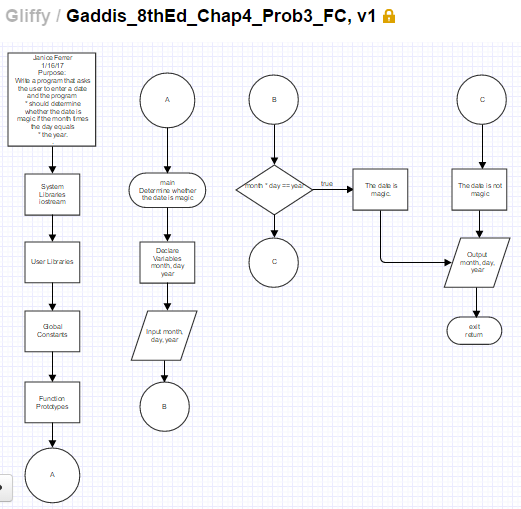 Gliffy / Gaddis_8thEd_Chap4_Prob3_FC, v1
Janice Ferrer
1/16/17
Purpose:
Write a program that asks
the user to enter a date
and the program
* should determine
whether the date is
magic if the month times
the day equals
* the year.
System
Libraries
iostream
User Libraries
Global
Constants
Function
Prototypes
A
A
main
Determine whether
the date is magic
Declare
Variables
month, day
year
Input month,
day, year
B
B
month * day == year
true
The date is
magic.
C
C
The date is not
magic
Output
month, day,
year
exit
return